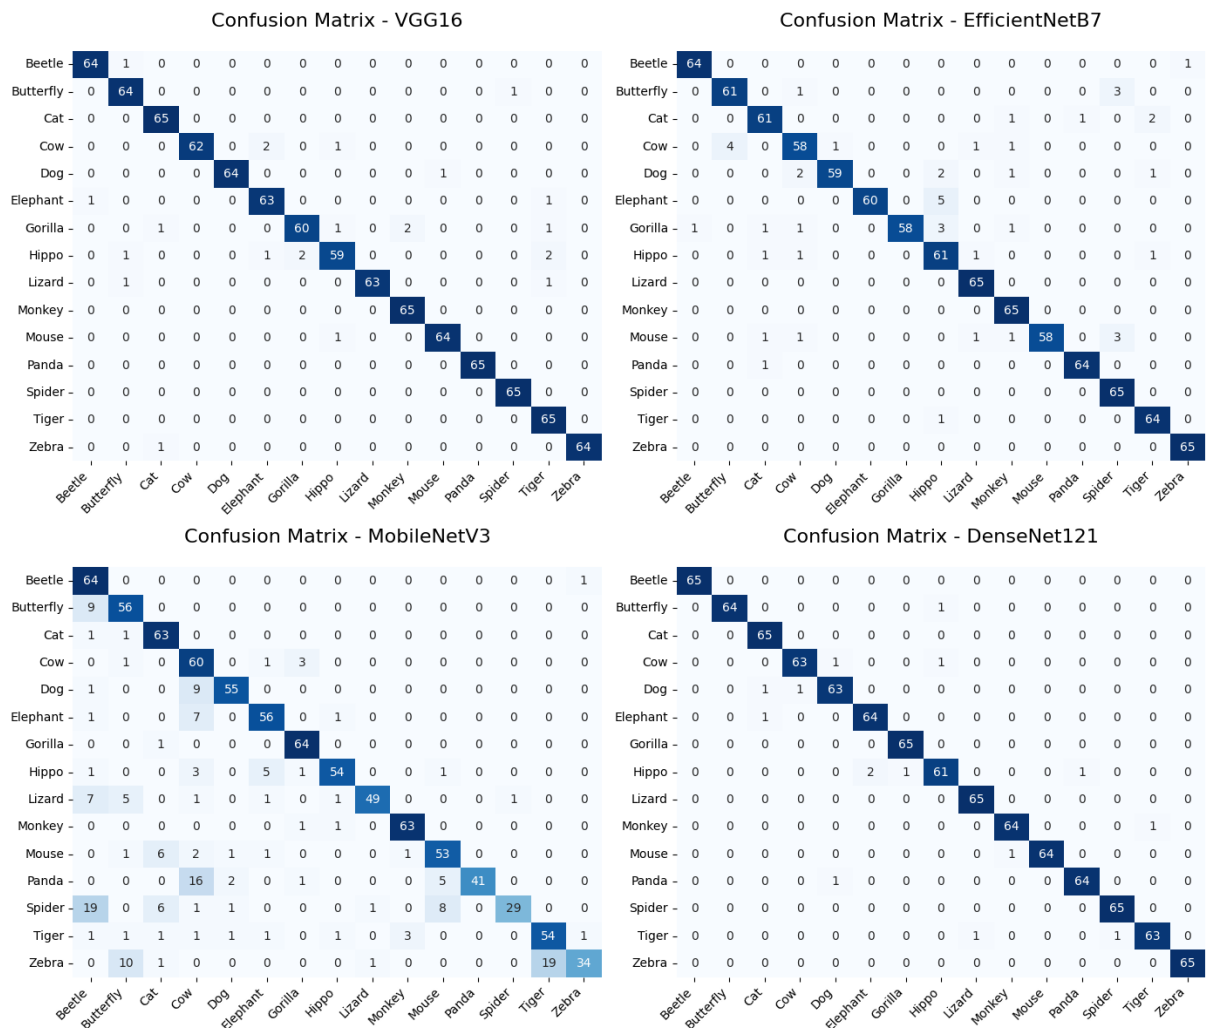 Confusion Matrix - VGG16
Beetle 64 1 0 0 0 0 0 0 0 0 0 0 0 0 0
Butterfly 0 64 0 0 0 0 0 0 0 0 0 0 1 0 0
Cat 0 0 65 0 0 0 0 0 0 0 0 0 0 0 0
Cow 0 0 0 62 0 2 0 1 0 0 0 0 0 0 0
Dog 0 0 0 0 64 0 0 0 0 0 1 0 0 0 0
Elephant 1 0 0 0 0 63 0 0 0 0 0 0 0 1 0
Gorilla 0 0 1 0 0 0 60 1 0 2 0 0 0 1 0
Hippo 0 1 0 0 0 1 2 59 0 0 0 0 0 2 0
Lizard 0 1 0 0 0 0 0 0 63 0 0 0 0 1 0
Monkey 0 0 0 0 0 0 0 0 0 65 0 0 0 0 0
Mouse 0 0 0 0 0 0 0 1 0 0 64 0 0 0 0
Panda 0 0 0 0 0 0 0 0 0 0 0 65 0 0 0
Spider 0 0 0 0 0 0 0 0 0 0 0 0 65 0 0
Tiger 0 0 0 0 0 0 0 0 0 0 0 0 0 65 0
Zebra 0 0 1 0 0 0 0 0 0 0 0 0 0 0 64
Beetle Butterfly Cat Cow Dog Elephant Gorilla Hippo Lizard Monkey Mouse Panda Spider Tiger Zebra
Confusion Matrix - EfficientNetB7
Beetle 64 0 0 0 0 0 0 0 0 0 0 0 0 0 1
Butterfly 0 61 0 1 0 0 0 0 0 0 0 0 3 0 0
Cat 0 0 61 0 0 0 0 0 0 1 0 1 0 2 0
Cow 0 4 0 58 1 0 0 0 1 1 0 0 0 0 0
Dog 0 0 0 2 59 0 0 2 0 1 0 0 0 1 0
Elephant 0 0 0 0 0 60 0 5 0 0 0 0 0 0 0
Gorilla 1 0 1 1 0 0 58 3 0 1 0 0 0 0 0
Hippo 0 0 1 1 0 0 0 61 1 0 0 0 0 1 0
Lizard 0 0 0 0 0 0 0 0 65 0 0 0 0 0 0
Monkey 0 0 0 0 0 0 0 0 0 65 0 0 0 0 0
Mouse 0 0 1 1 0 0 0 0 1 1 58 0 3 0 0
Panda 0 0 1 0 0 0 0 0 0 0 0 64 0 0 0
Spider 0 0 0 0 0 0 0 0 0 0 0 0 65 0 0
Tiger 0 0 0 0 0 0 0 1 0 0 0 0 0 64 0
Zebra 0 0 0 0 0 0 0 0 0 0 0 0 0 0 65
Beetle Butterfly Cat Cow Dog Elephant Gorilla Hippo Lizard Monkey Mouse Panda Spider Tiger Zebra
Confusion Matrix - MobileNetV3
Beetle 64 0 0 0 0 0 0 0 0 0 0 0 0 0 1
Butterfly 9 56 0 0 0 0 0 0 0 0 0 0 0 0 0
Cat 1 1 63 0 0 0 0 0 0 0 0 0 0 0 0
Cow 0 1 0 60 0 1 3 0 0 0 0 0 0 0 0
Dog 1 0 0 9 55 0 0 0 0 0 0 0 0 0 0
Elephant 1 0 0 7 0 56 0 1 0 0 0 0 0 0 0
Gorilla 0 0 1 0 0 0 64 0 0 0 0 0 0 0 0
Hippo 1 0 0 3 0 5 1 54 0 0 1 0 0 0 0
Lizard 7 5 0 1 0 1 0 1 49 0 0 0 1 0 0
Monkey 0 0 0 0 0 0 1 1 0 63 0 0 0 0 0
Mouse 0 1 6 2 1 1 0 0 0 1 53 0 0 0 0
Panda 0 0 0 16 2 0 1 0 0 0 5 41 0 0 0
Spider 19 0 6 1 1 0 0 0 1 0 8 0 29 0 0
Tiger 1 1 1 1 1 1 0 1 0 3 0 0 0 54 1
Zebra 0 10 1 0 0 0 0 0 1 0 0 0 0 19 34
Beetle Butterfly Cat Cow Dog Elephant Gorilla Hippo Lizard Monkey Mouse Panda Spider Tiger Zebra
Confusion Matrix - DenseNet121
Beetle 65 0 0 0 0 0 0 0 0 0 0 0 0 0 0
Butterfly 0 64 0 0 0 0 0 1 0 0 0 0 0 0 0
Cat 0 0 65 0 0 0 0 0 0 0 0 0 0 0 0
Cow 0 0 0 63 1 0 0 1 0 0 0 0 0 0 0
Dog 0 0 1 1 63 0 0 0 0 0 0 0 0 0 0
Elephant 0 0 1 0 0 64 0 0 0 0 0 0 0 0 0
Gorilla 0 0 0 0 0 0 65 0 0 0 0 0 0 0 0
Hippo 0 0 0 0 0 2 1 61 0 0 0 1 0 0 0
Lizard 0 0 0 0 0 0 0 0 65 0 0 0 0 0 0
Monkey 0 0 0 0 0 0 0 0 0 64 0 0 0 1 0
Mouse 0 0 0 0 0 0 0 0 0 1 64 0 0 0 0
Panda 0 0 0 0 1 0 0 0 0 0 0 64 0 0 0
Spider 0 0 0 0 0 0 0 0 0 0 0 0 65 0 0
Tiger 0 0 0 0 0 0 0 0 1 0 0 0 1 63 0
Zebra 0 0 0 0 0 0 0 0 0 0 0 0 0 0 65
Beetle Butterfly Cat Cow Dog Elephant Gorilla Hippo Lizard Monkey Mouse Panda Spider Tiger Zebra